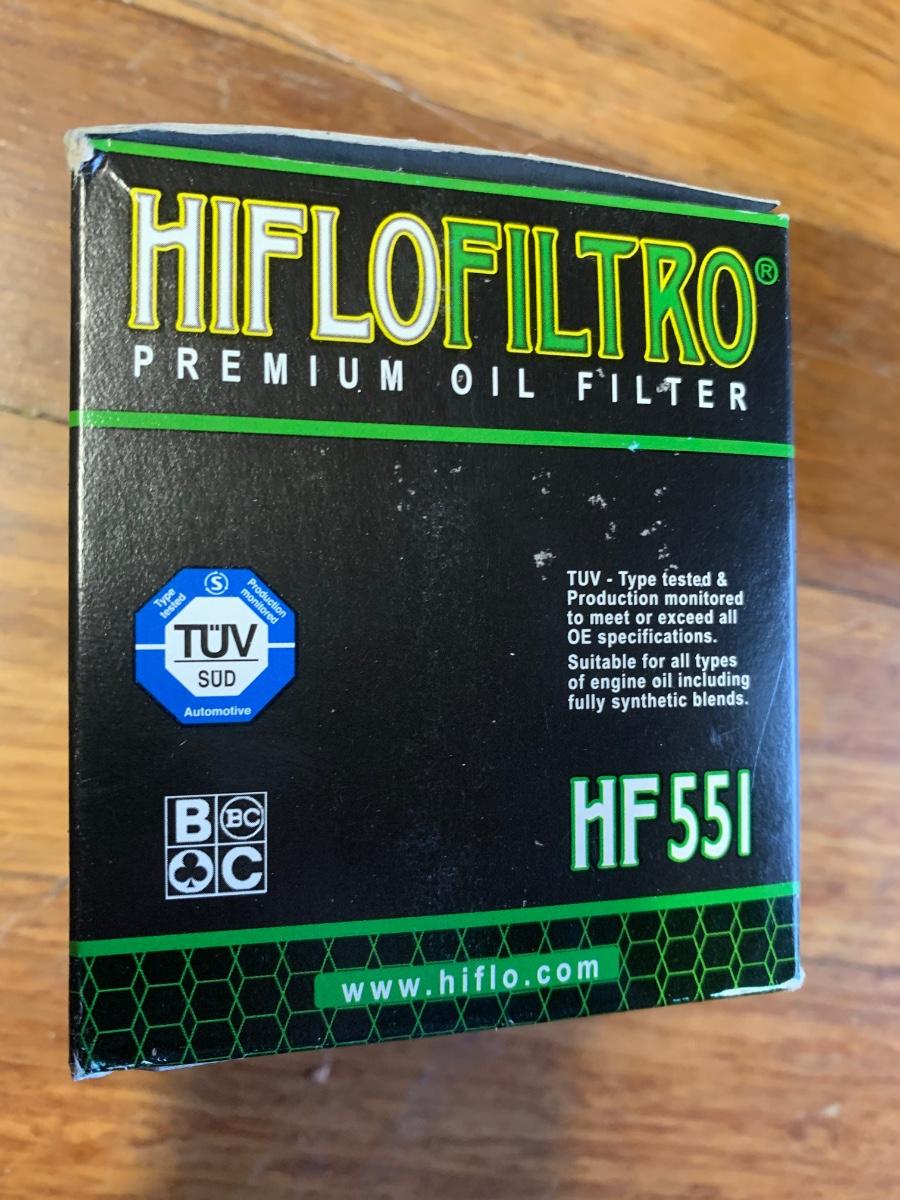 HIFLOFILTRO®
PREMIUM OIL FILTER
Type tested
S
Production monitored
TÜV
SÜD
Automotive
TUV - Type tested &
Production monitored
to meet or exceed all
OE specifications.
Suitable for all types
of engine oil including
fully synthetic blends.
B BC
C
HF551
www.hiflo.com